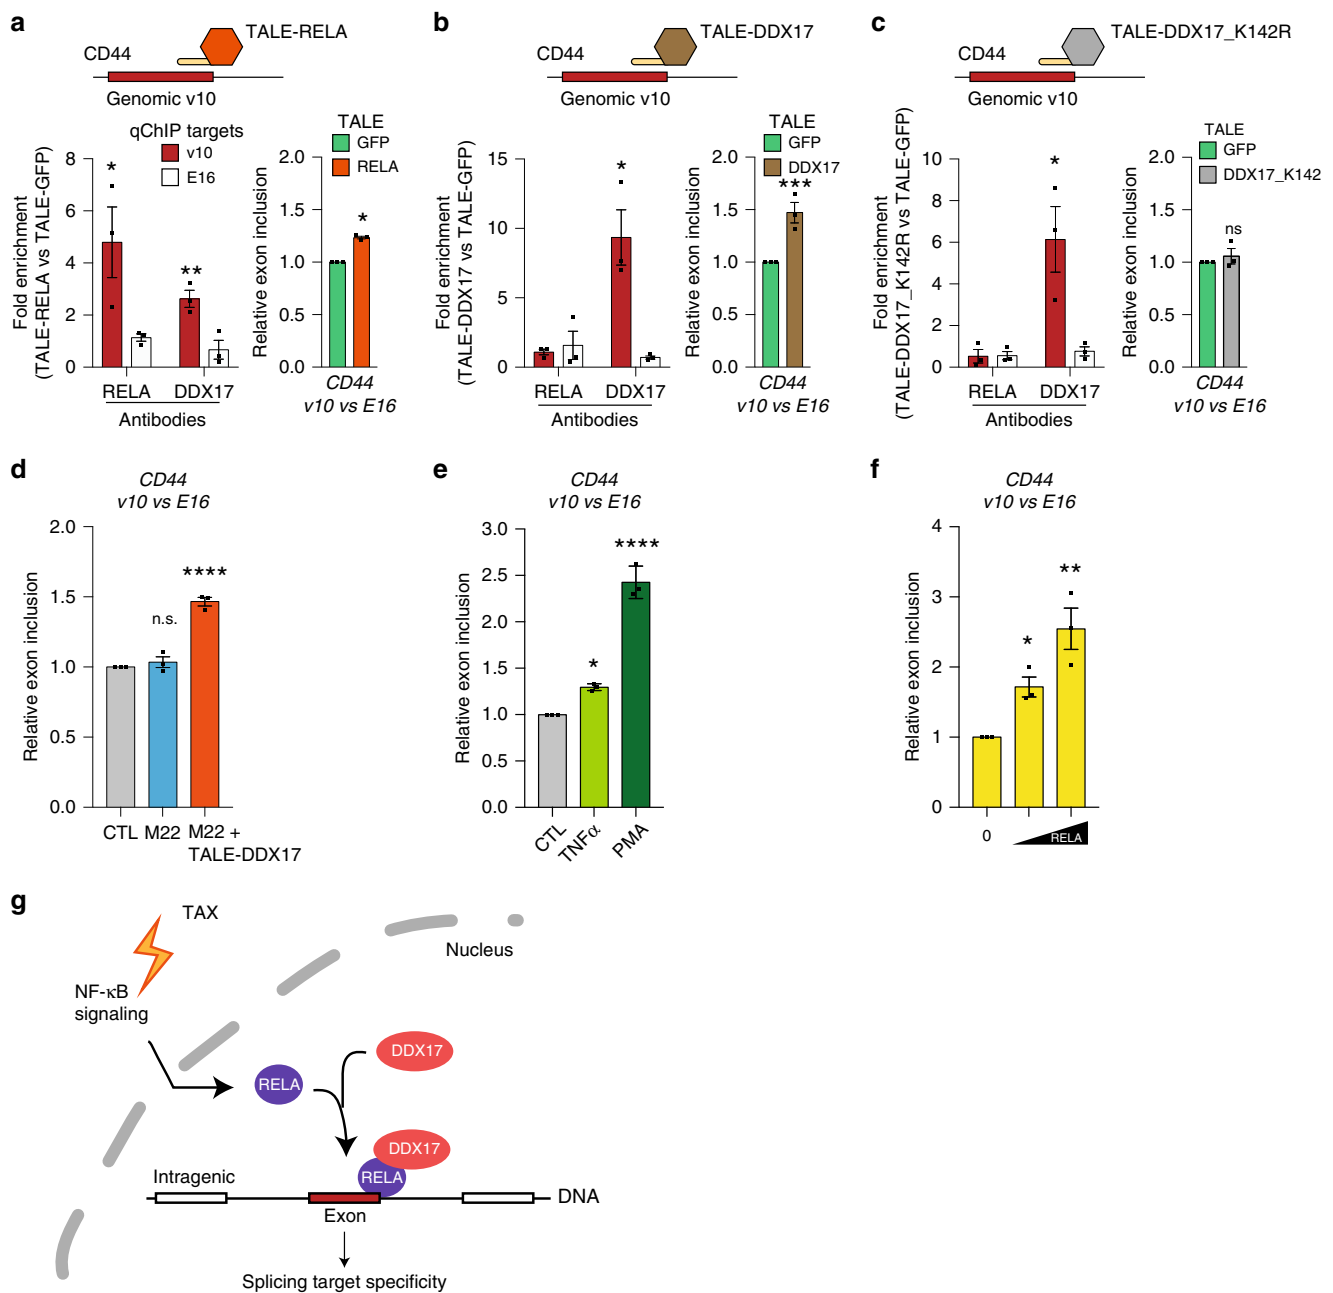 a
TALE-RELA
CD44
Genomic v10
qChIP targets
v10
E16
Fold enrichment
(TALE-RELA vs TALE-GFP)
8
6
4
2
0
*
**
RELA
DDX17
Antibodies
TALE
GFP
RELA
Relative exon inclusion
2.0
1.5
1.0
0.5
0.0
*
CD44
v10 vs E16
b
TALE-DDX17
CD44
Genomic v10
Fold enrichment
(TALE-DDX17 vs TALE-GFP)
15
10
5
0
*
RELA
DDX17
Antibodies
TALE
GFP
DDX17
Relative exon inclusion
2.0
1.5
1.0
0.5
0.0
***
CD44
v10 vs E16
c
TALE-DDX17_K142R
CD44
Genomic v10
Fold enrichment
(TALE-DDX17_K142R vs TALE-GFP)
10
8
6
4
2
0
*
RELA
DDX17
Antibodies
TALE
GFP
DDX17_K142
Relative exon inclusion
2.0
1.5
1.0
0.5
0.0
ns
CD44
v10 vs E16
d
CD44
v10 vs E16
Relative exon inclusion
2.0
1.5
1.0
0.5
0.0
n.s.
****
CTL
M22
M22 +
TALE-DDX17
e
CD44
v10 vs E16
Relative exon inclusion
3.0
2.5
2.0
1.5
1.0
0.5
0.0
*
****
CTL
TNFα
PMA
f
CD44
v10 vs E16
Relative exon inclusion
4
3
2
1
0
*
**
0
RELA
g
TAX
Nucleus
NF-κB
signaling
DDX17
RELA
DDX17
RELA
Intragenic
DNA
Exon
Splicing target specificity